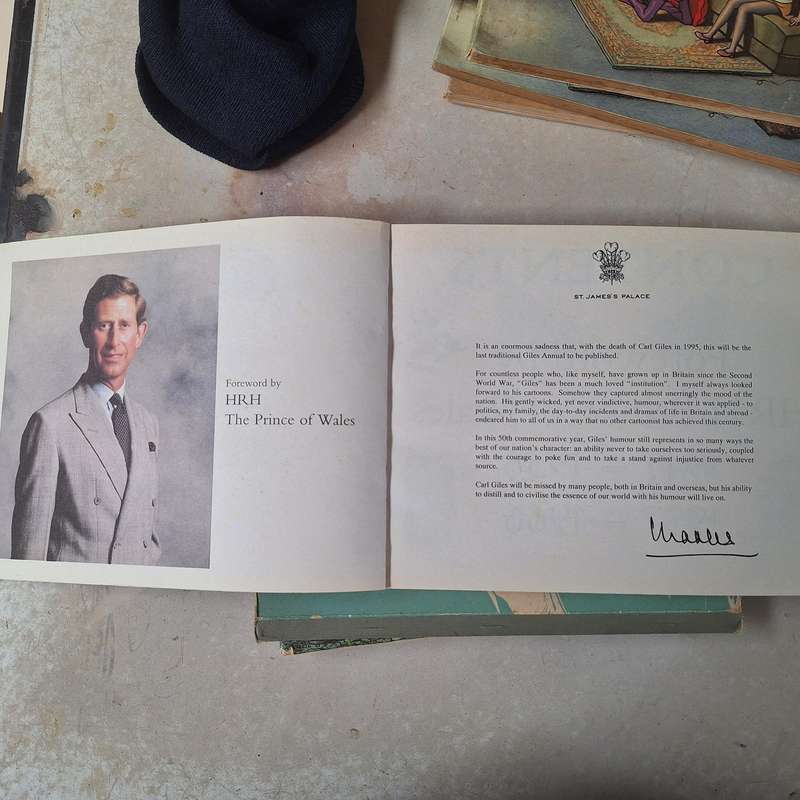 Foreword by
HRH
The Prince of Wales
ST. JAMES'S PALACE
It is an enormous sadness that, with the death of Carl Giles in 1995, this will be the
last traditional Giles Annual to be published.
For countless people who, like myself, have grown up in Britain since the Second
World War, "Giles" has been a much loved "institution". I myself always looked
forward to his cartoons. Somehow they captured almost unerringly the mood of the
nation. His gently wicked, yet never vindictive, humour, wherever it was applied - to
politics, my family, the day-to-day incidents and dramas of life in Britain and abroad -
endeared him to all of us in a way that no other cartoonist has achieved this century.
In this 50th commemorative year, Giles' humour still represents in so many ways the
best of our nation's character: an ability never to take ourselves too seriously, coupled
with the courage to poke fun and to take a stand against injustice from whatever
source.
Carl Giles will be missed by many people, both in Britain and overseas, but his ability
to distill and to civilise the essence of our world with his humour will live on.
Charles